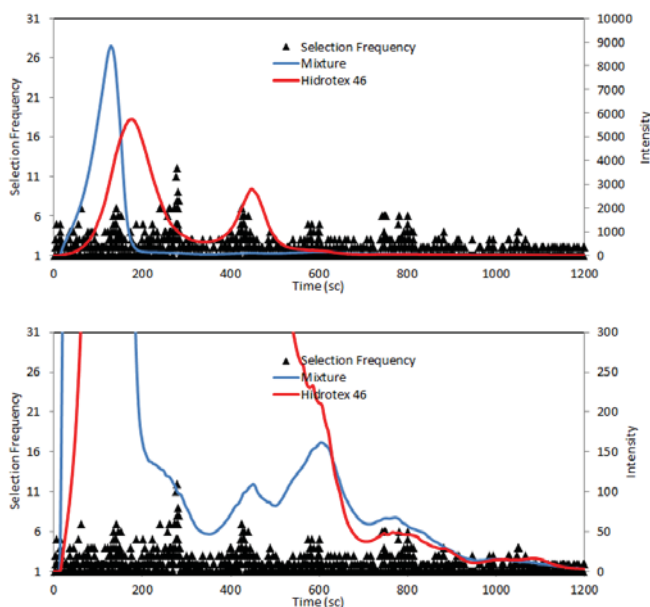 31
26
21
16
11
6
1
Selection Frequency
10000
9000
8000
7000
6000
5000
4000
3000
2000
1000
0
Intensity
Selection Frequency
Mixture
Hidrotex 46
0 200 400 600 800 1000 1200
Time (sc)
31
26
21
16
11
6
1
Selection Frequency
300
250
200
150
100
50
0
Intensity
Selection Frequency
Mixture
Hidrotex 46
0 200 400 600 800 1000 1200
Time (sc)